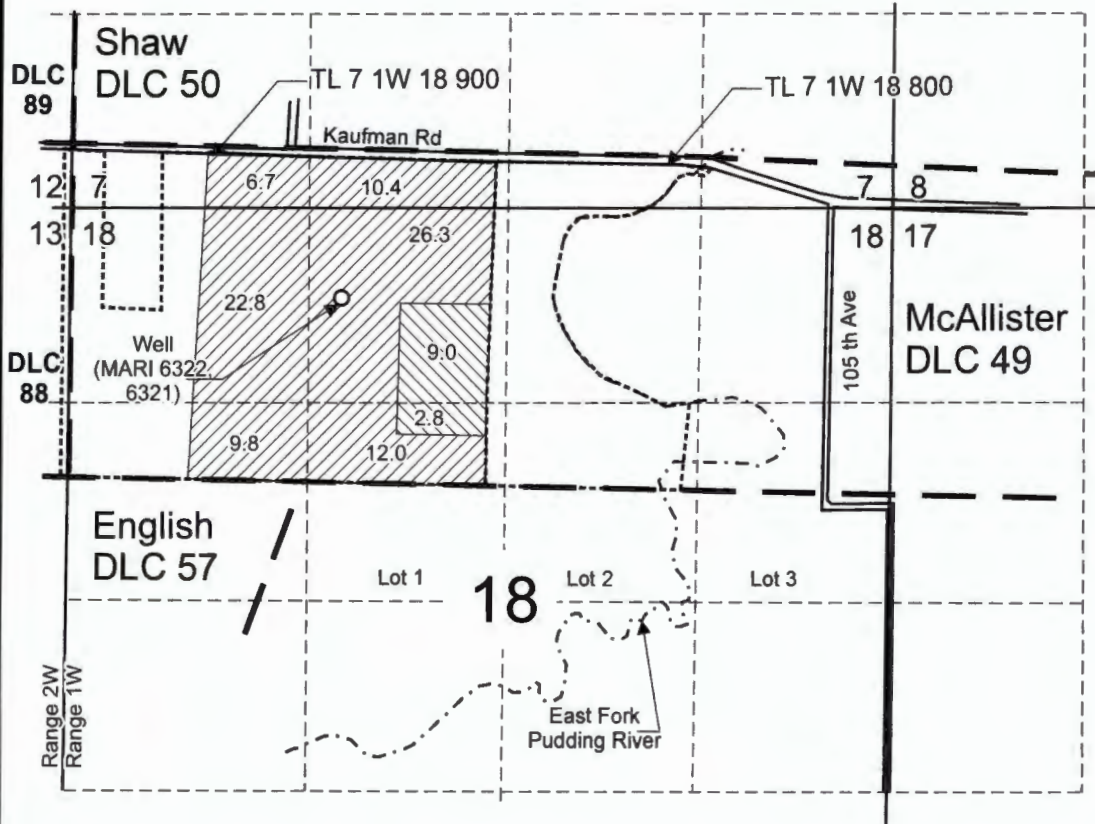 Shaw
DLC 50
DLC
89
TL 7 1W 18 900
TL 7 1W 18 800
Kaufman Rd
12 7
6.7
10.4
7 8
13 18
26.3
18 17
22.8
Well
(MARI 6322,
6321)
9.0
McAllister
DLC 49
DLC
88
105 th Ave
2.8
9.8
12.0
English
DLC 57
Lot 1
18
Lot 2
Lot 3
Range 2W
Range 1W
East Fork
Pudding River